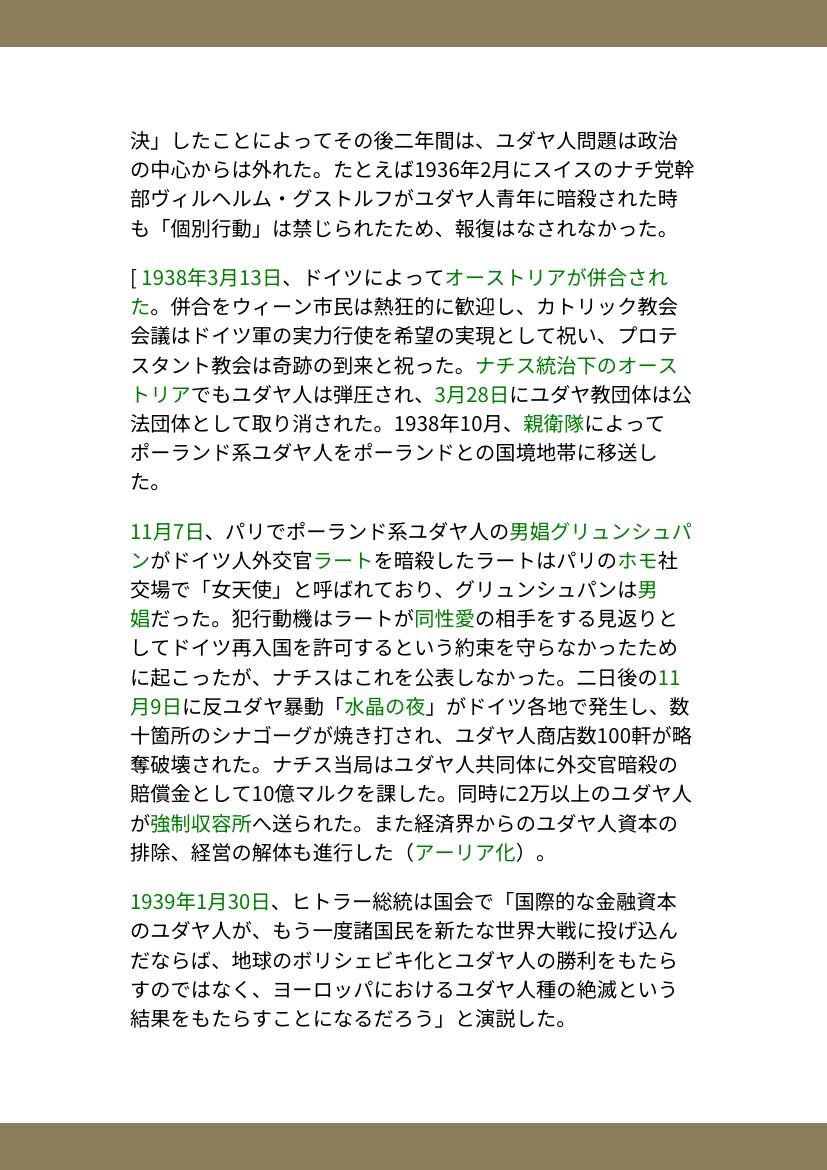 決」したことによってその後二年間は、ユダヤ人問題は政治
の中心からは外れた。たとえば1936年2月にスイスのナチ党幹
部ヴィルヘルム・グストルフがユダヤ人青年に暗殺された時
も「個別行動」は禁じられたため、報復はなされなかった。
[ 1938年3月13日、ドイツによってオーストリアが併合され
た。併合をウィーン市民は熱狂的に歓迎し、カトリック教会
会議はドイツ軍の実力行使を希望の実現として祝い、プロテ
スタント教会は奇跡の到来と祝った。ナチス統治下のオース
トリアでもユダヤ人は弾圧され、3月28日にユダヤ教団体は公
法団体として取り消された。1938年10月、親衛隊によって
ポーランド系ユダヤ人をポーランドとの国境地帯に移送し
た。
11月7日、パリでポーランド系ユダヤ人の男娼グリュンシュパ
ンがドイツ人外交官ラートを暗殺したラートはパリのホモ社
交場で「女天使」と呼ばれており、グリュンシュパンは男
娼だった。犯行動機はラートが同性愛の相手をする見返りと
してドイツ再入国を許可するという約束を守らなかったため
に起こったが、ナチスはこれを公表しなかった。二日後の11
月9日に反ユダヤ暴動「水晶の夜」がドイツ各地で発生し、数
十箇所のシナゴーグが焼き打され、ユダヤ人商店数100軒が略
奪破壊された。ナチス当局はユダヤ人共同体に外交官暗殺の
賠償金として10億マルクを課した。同時に2万以上のユダヤ人
が強制収容所へ送られた。また経済界からのユダヤ人資本の
排除、経営の解体も進行した（アーリア化）。
1939年1月30日、ヒトラー総統は国会で「国際的な金融資本
のユダヤ人が、もう一度諸国民を新たな世界大戦に投げ込ん
だならば、地球のボリシェビキ化とユダヤ人の勝利をもたら
すのではなく、ヨーロッパにおけるユダヤ人種の絶滅という
結果をもたらすことになるだろう」と演説した。